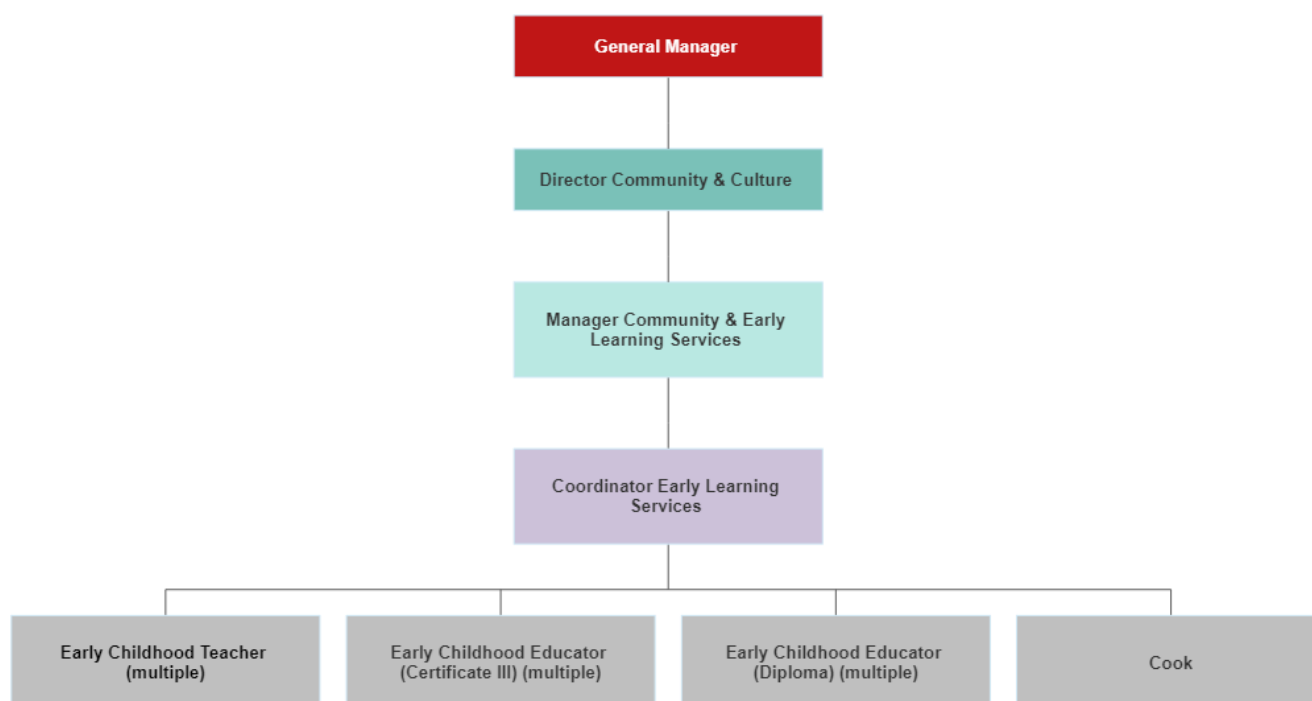 General Manager
Director Community & Culture
Manager Community & Early
Learning Services
Coordinator Early Learning
Services
Early Childhood Teacher
(multiple)
Early Childhood Educator
(Certificate III) (multiple)
Early Childhood Educator
(Diploma) (multiple)
Cook